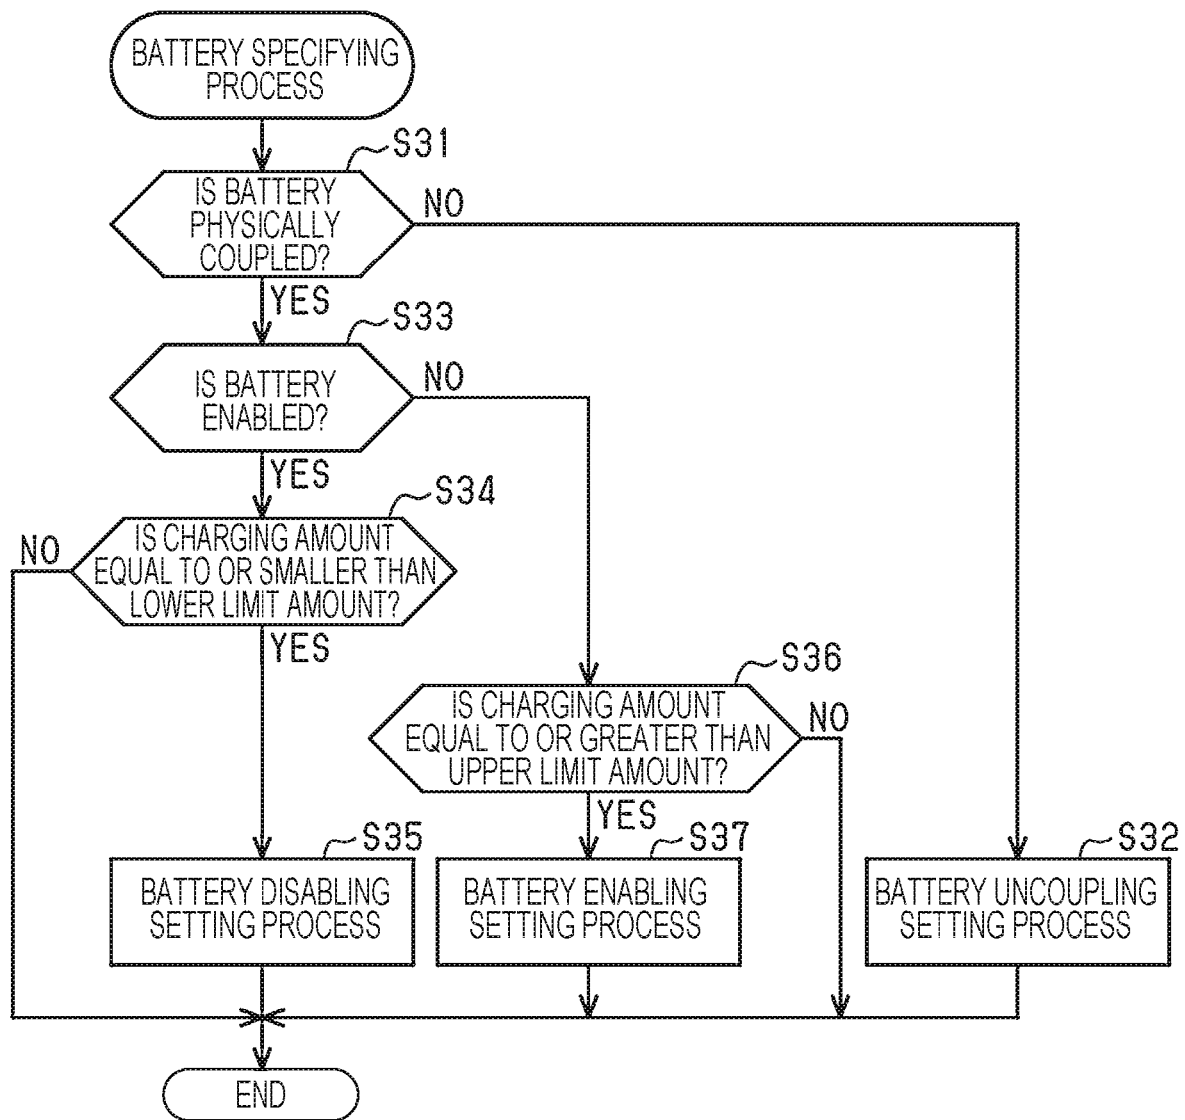 BATTERY SPECIFYING
PROCESS
S31
IS BATTERY
PHYSICALLY
COUPLED?
NO
YES
S33
IS BATTERY
ENABLED?
NO
YES
S34
IS CHARGING AMOUNT
EQUAL TO OR SMALLER THAN
LOWER LIMIT AMOUNT?
NO
YES
S36
IS CHARGING AMOUNT
EQUAL TO OR GREATER THAN
UPPER LIMIT AMOUNT?
NO
YES
S35
BATTERY DISABLING
SETTING PROCESS
S37
BATTERY ENABLING
SETTING PROCESS
S32
BATTERY UNCOUPLING
SETTING PROCESS
END